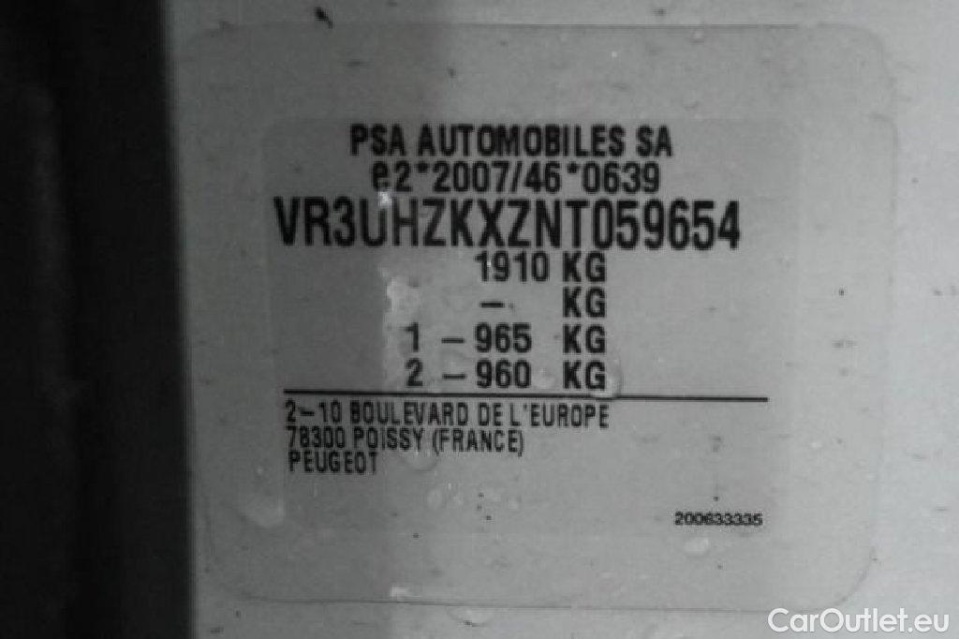 PSA AUTOMOBILES SA
e2*2007/46*0639
VR3UHZKXZNT059654
1910 KG
- KG
1 - 965 KG
2 - 960 KG
2-10 BOULEVARD DE L'EUROPE
78300 POISSY (FRANCE)
PEUGEOT
200633335
CarOutlet.eu